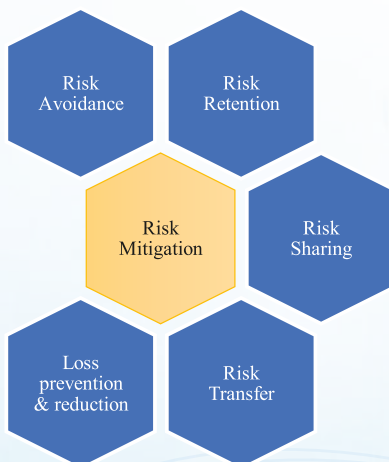 Risk
Avoidance
Risk
Retention
Risk
Mitigation
Risk
Sharing
Loss
prevention
& reduction
Risk
Transfer